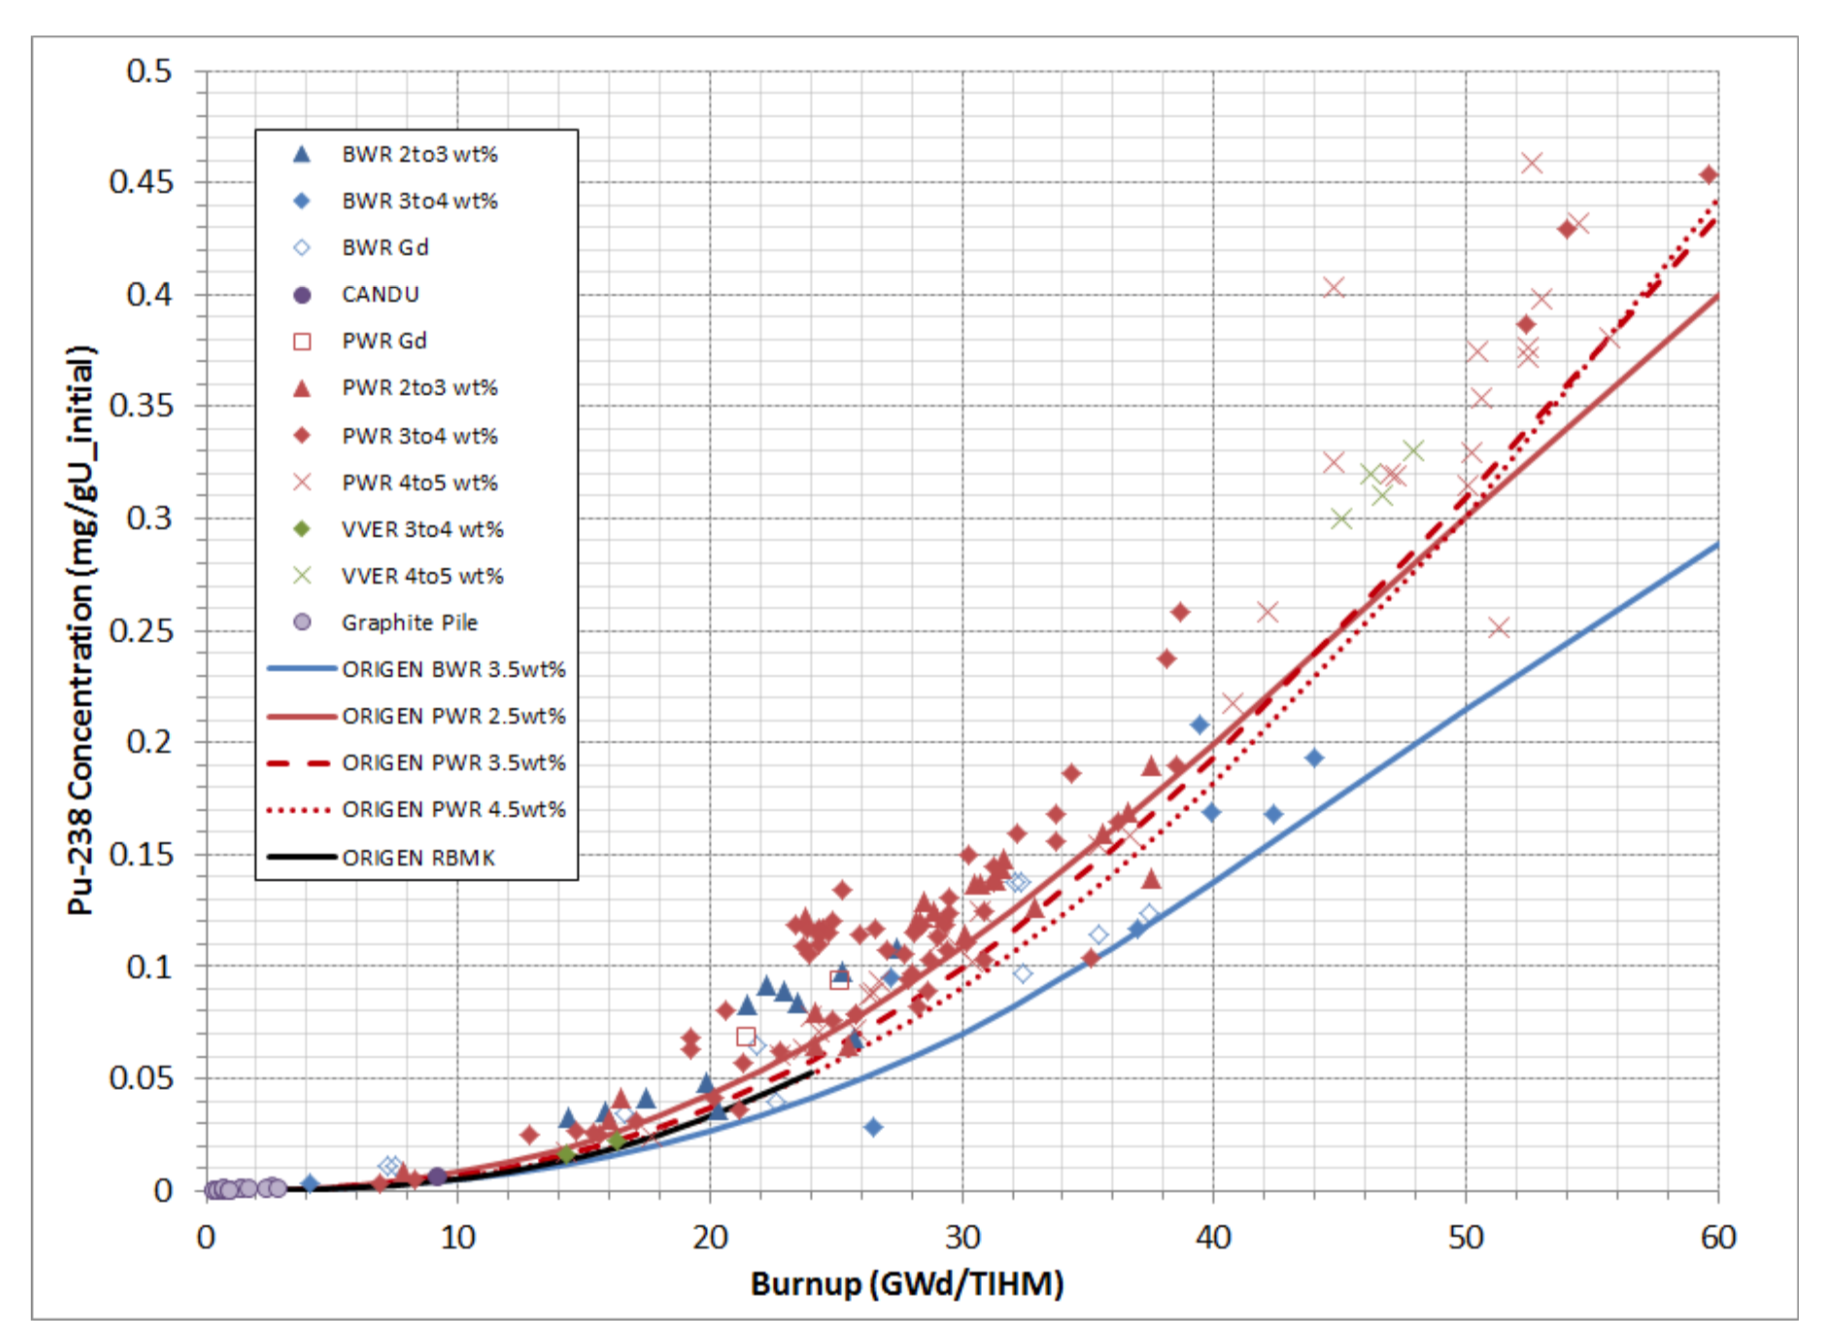 0.5
0.45
0.4
0.35
0.3
0.25
0.2
0.15
0.1
0.05
0
Pu-238 Concentration (mg/gU_initial)
BWR 2to3 wt%
BWR 3to4 wt%
BWR Gd
CANDU
PWR Gd
PWR 2to3 wt%
PWR 3to4 wt%
PWR 4to5 wt%
VVER 3to4 wt%
VVER 4to5 wt%
Graphite Pile
ORIGEN BWR 3.5wt%
ORIGEN PWR 2.5wt%
ORIGEN PWR 3.5wt%
ORIGEN PWR 4.5wt%
ORIGEN RBMK
0 10 20 30 40 50 60
Burnup (GWd/TIHM)